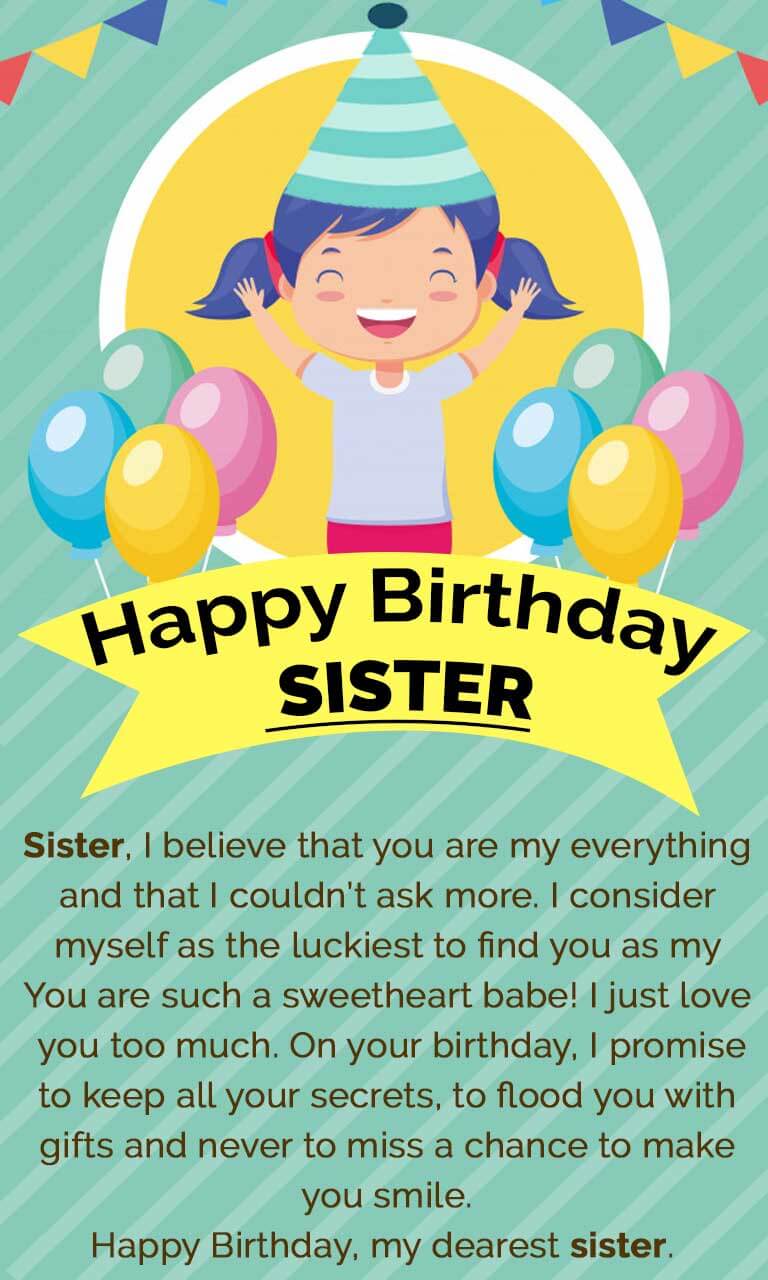 Happy Birthday
SISTER
Sister, I believe that you are my everything
and that I couldn't ask more. I consider
myself as the luckiest to find you as my
You are such a sweetheart babe! I just love
you too much. On your birthday, I promise
to keep all your secrets, to flood you with
gifts and never to miss a chance to make
you smile.
Happy Birthday, my dearest sister.